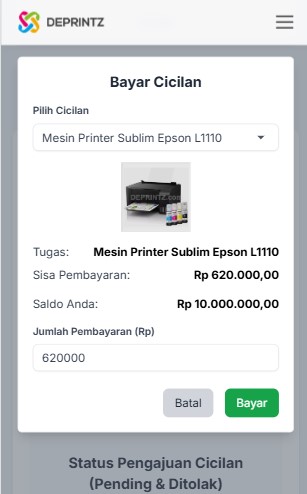 DEPRINTZ
Bayar Cicilan
Pilih Cicilan
Mesin Printer Sublim Epson L1110
DEPRINTZ.com
Tugas: Mesin Printer Sublim Epson L1110
Sisa Pembayaran: Rp 620.000,00
Saldo Anda: Rp 10.000.000,00
Jumlah Pembayaran (Rp)
620000
Batal Bayar
Status Pengajuan Cicilan
(Pending & Ditolak)